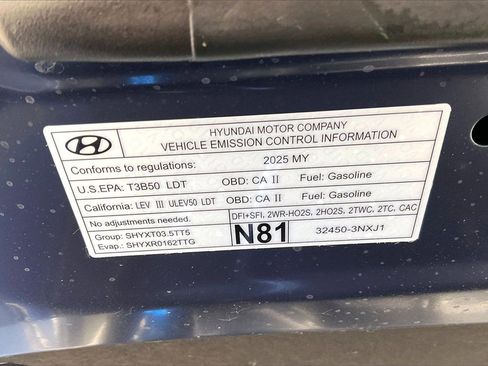 HYUNDAI MOTOR COMPANY
VEHICLE EMISSION CONTROL INFORMATION
Conforms to regulations: 2025 MY
U.S.EPA: T3B50 LDT OBD: CA II Fuel: Gasoline
California: LEV III ULEV50 LDT OBD: CA II Fuel: Gasoline
No adjustments needed. DFI+SFI, 2WR-HO2S, 2HO2S, 2TWC, 2TC, CAC
Group: SHYXT03.5TT5
Evap.: SHYXR0162TTG
N81
32450-3NXJ1